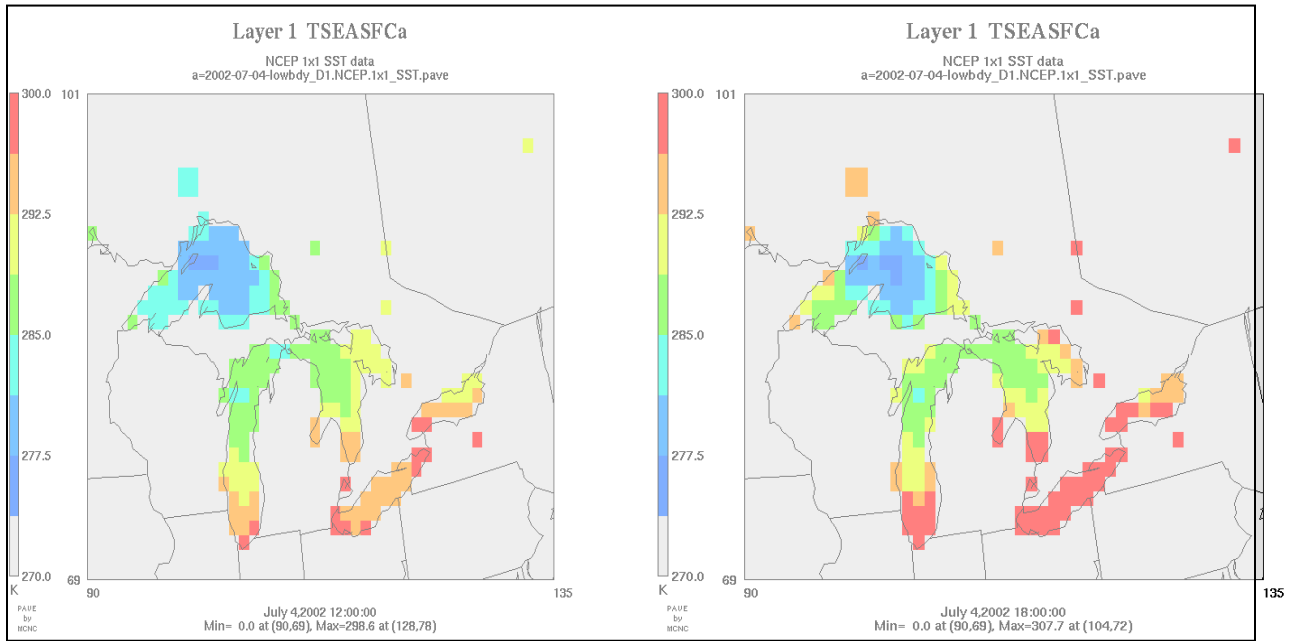 Layer 1 TSEASFCa
NCEP 1x1 SST data
a=2002-07-04-lowbdy_D1.NCEP.1x1_SST.pave
300.0
292.5
285.0
277.5
270.0
K
101
69
90
135
PAVE
by
MCNC
July 4,2002 12:00:00
Min= 0.0 at (90,69), Max=298.6 at (128,78)
Layer 1 TSEASFCa
NCEP 1x1 SST data
a=2002-07-04-lowbdy_D1.NCEP.1x1_SST.pave
300.0
292.5
285.0
277.5
270.0
K
101
69
90
135
PAVE
by
MCNC
July 4,2002 18:00:00
Min= 0.0 at (90,69), Max=307.7 at (104,72)